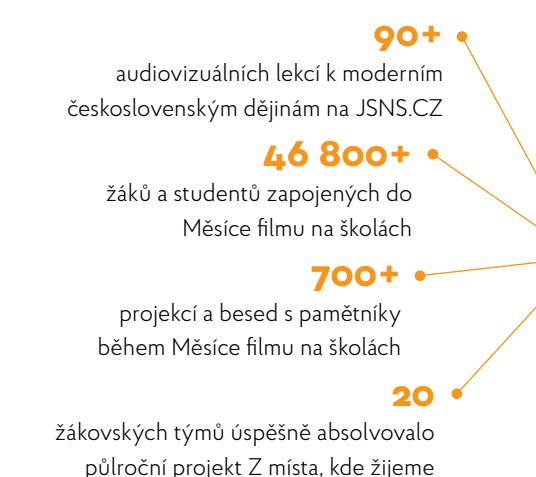 90+
audiovizuálních lekcí k moderním
československým dějinám na JSNS.CZ
46 800+
žáků a studentů zapojených do
Měsíce filmu na školách
700+
projekcí a besed s pamětníky
během Měsíce filmu na školách
20
žákovských týmů úspěšně absolvovalo
půlroční projekt Z místa, kde žijeme